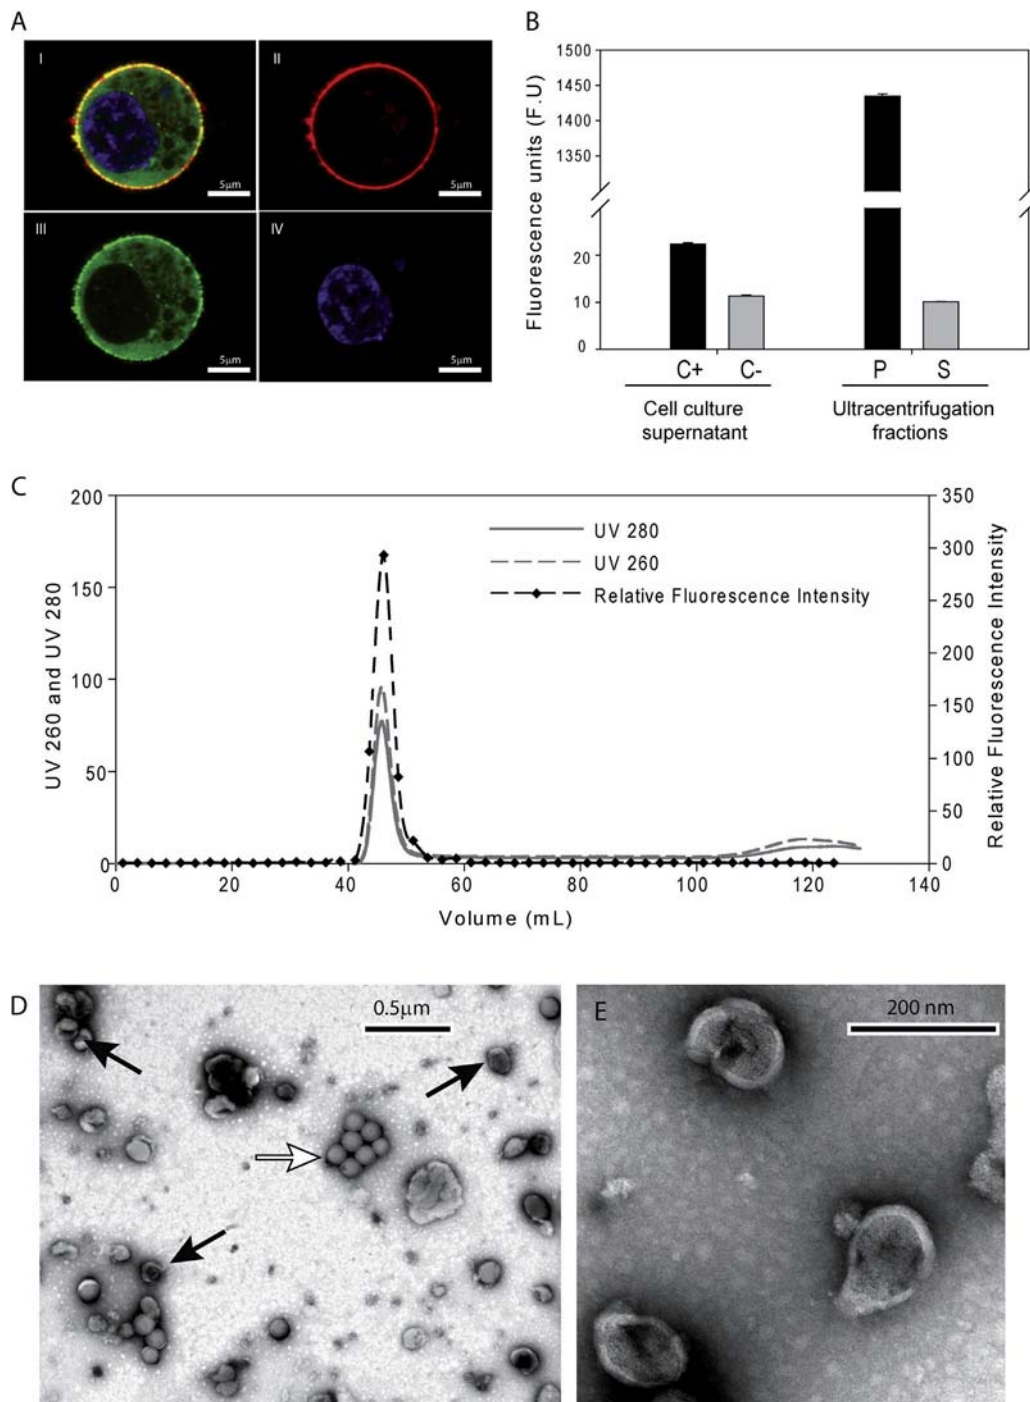 A
I
II
5μm
5μm
III
IV
5μm
5μm
B
Fluorescence units (F.U)
1500
1450
1400
1350
20
10
0
C+ C- P S
Cell culture
supernatant
Ultracentrifugation
fractions
C
UV 260 and UV 280
200
150
100
50
0
UV 280
UV 260
Relative Fluorescence Intensity
350
300
250
200
150
100
50
0
Relative Fluorescence Intensity
0 20 40 60 80 100 120 140
Volume (mL)
D
0.5μm
E
200 nm